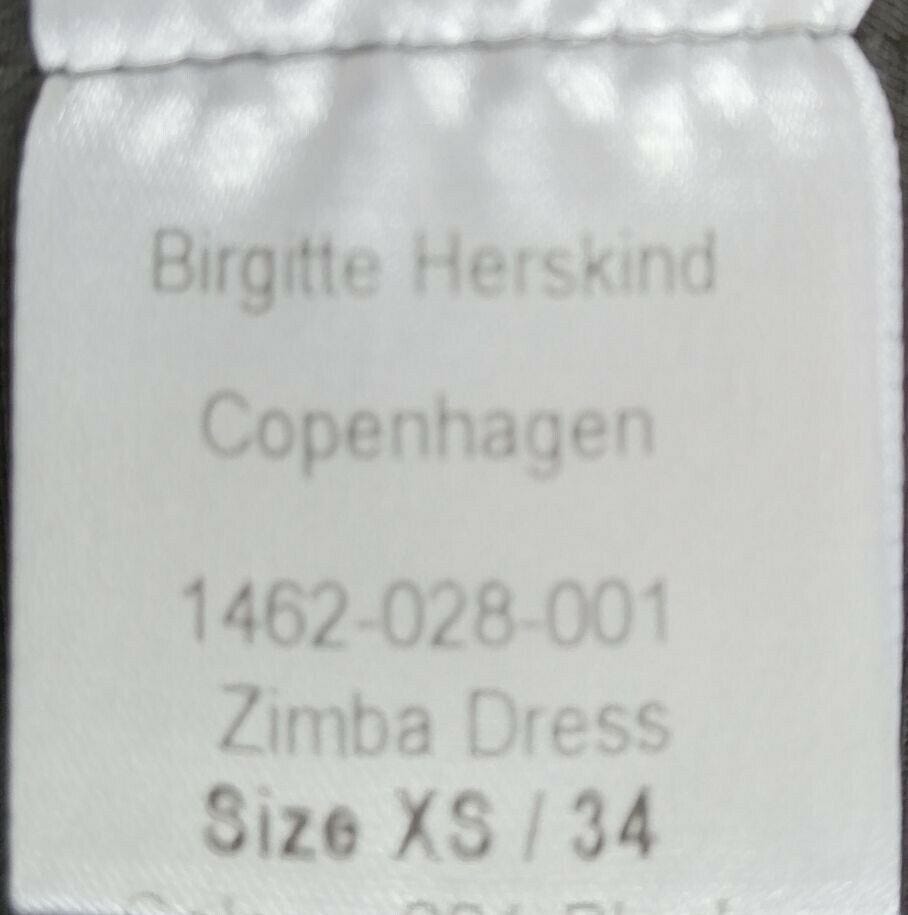 Birgitte Herskind
Copenhagen
1462-028-001
Zimba Dress
Size XS / 34